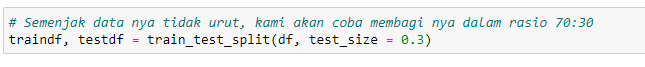 # Semenjak data nya tidak urut, kami akan coba membagi nya dalam rasio 70:30
traindf, testdf = train_test_split(df, test_size = 0.3)